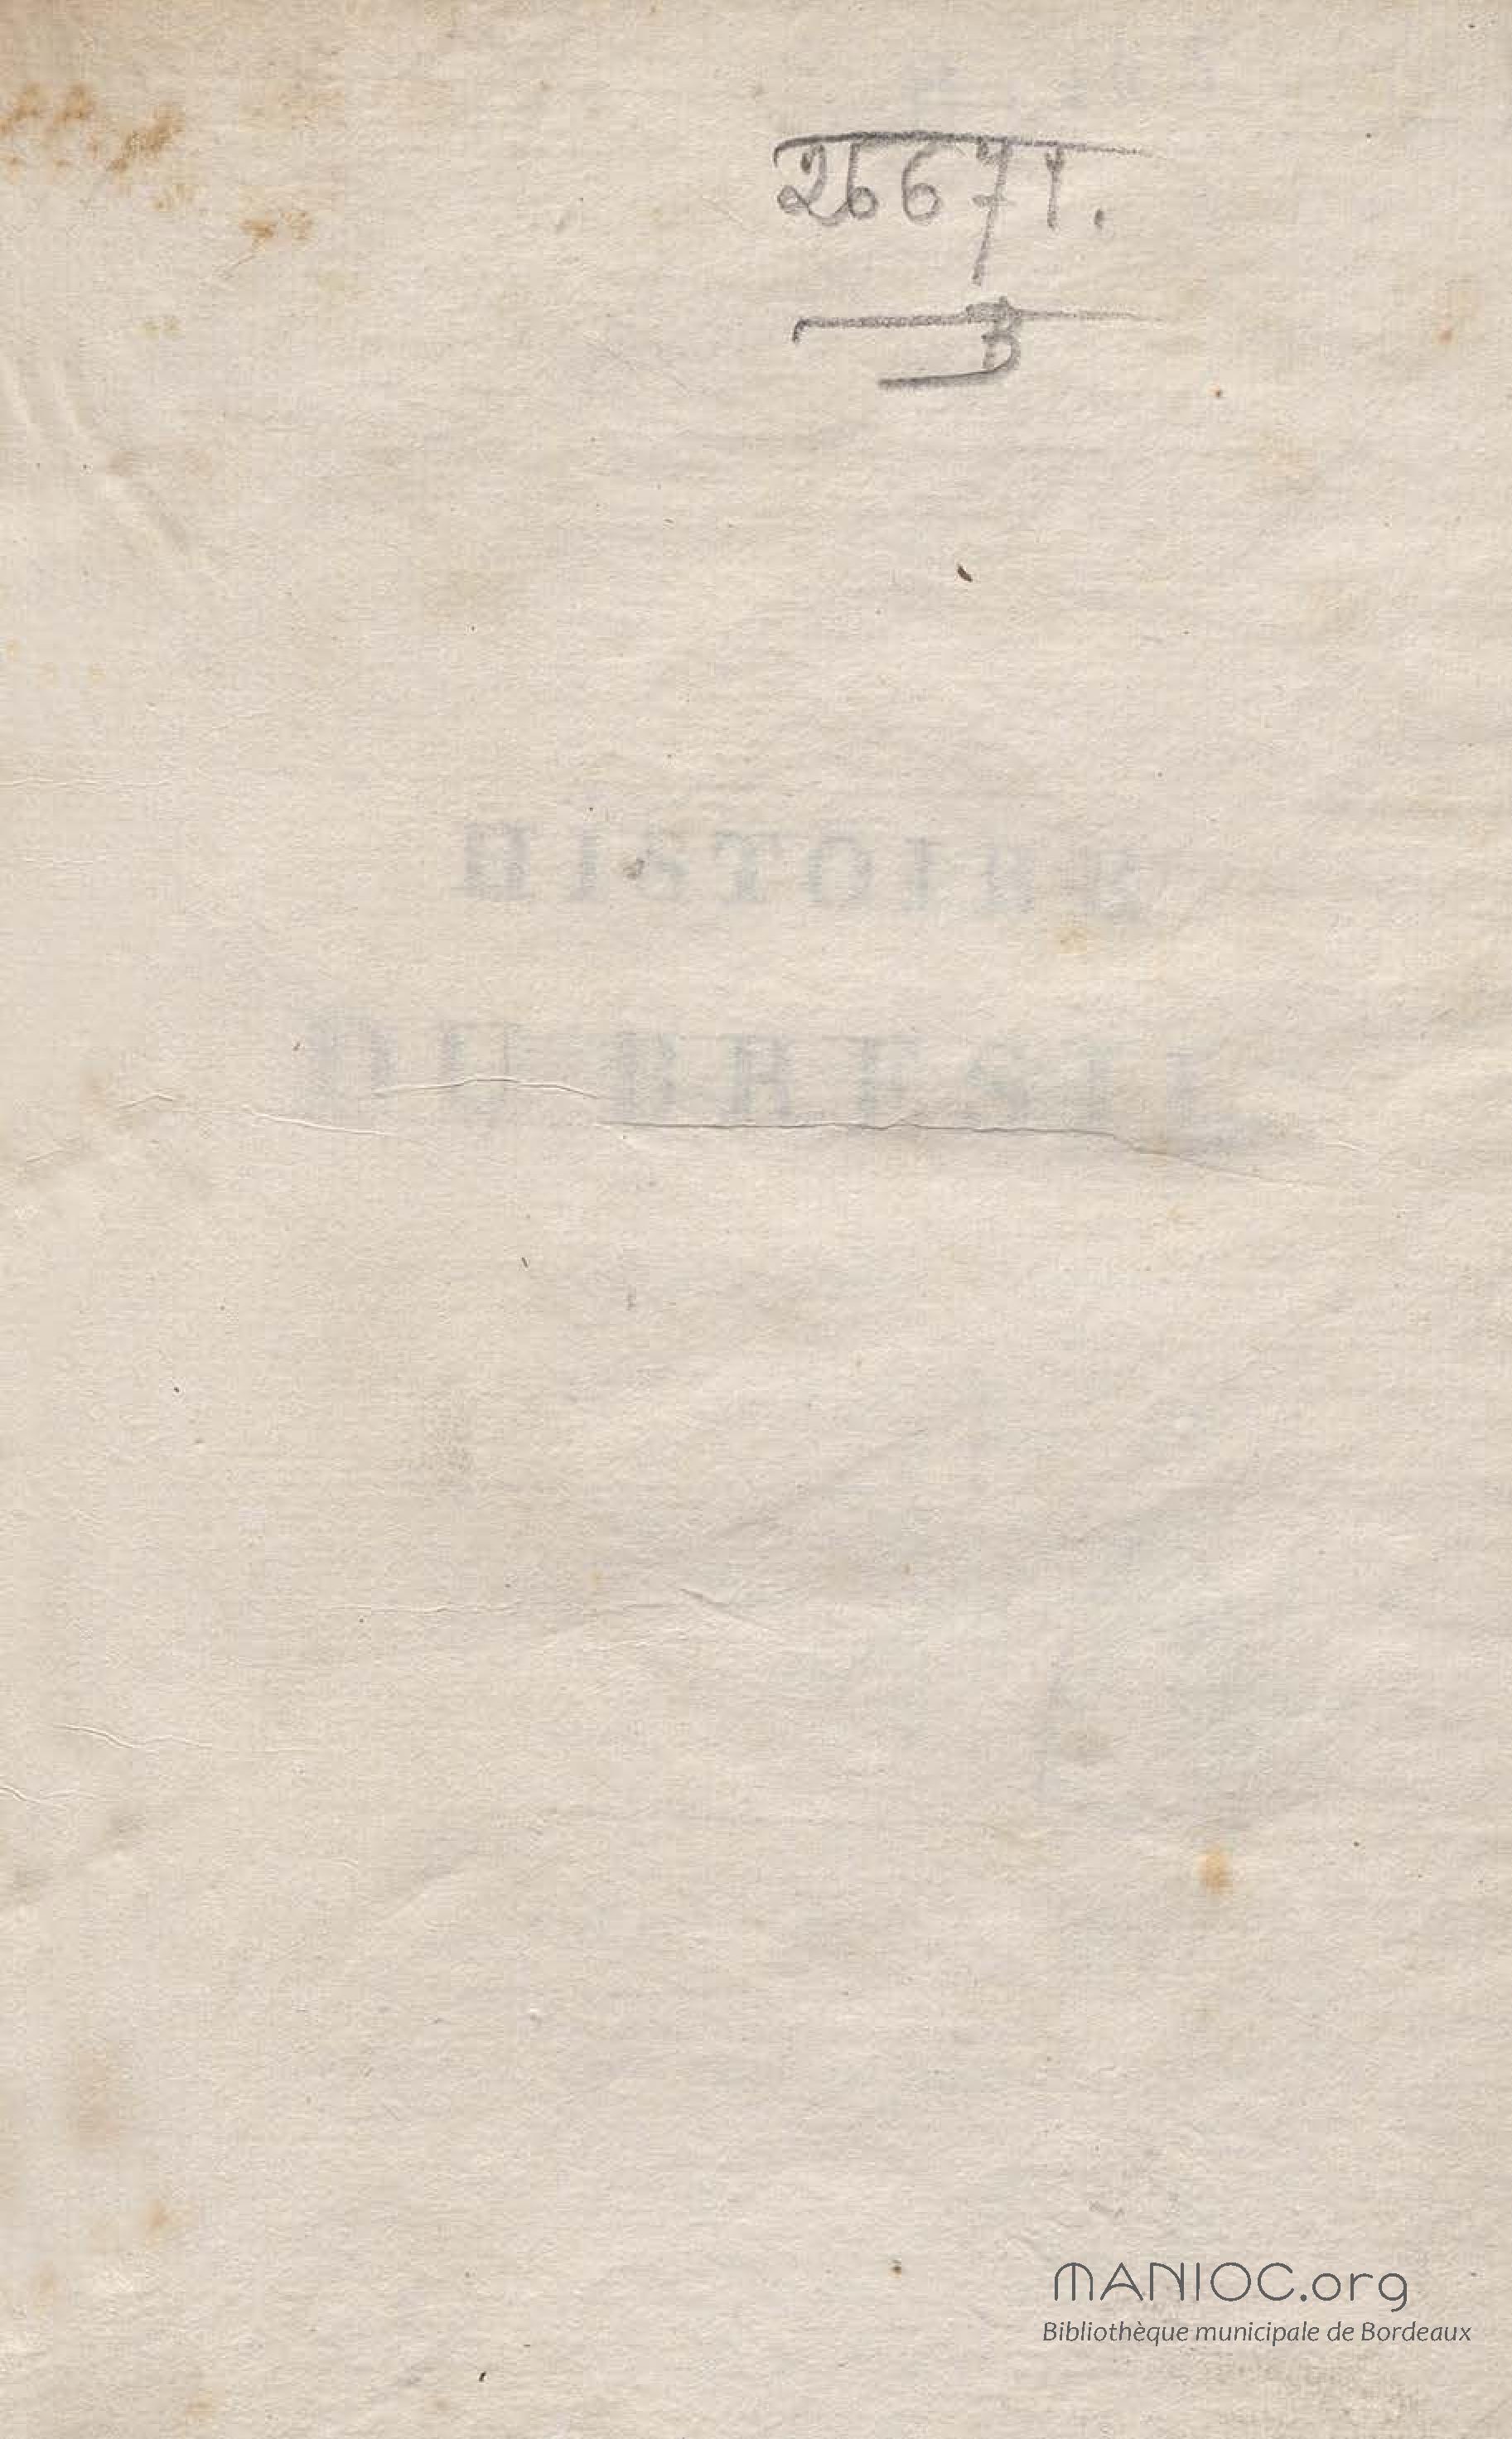 26671.
3
HISTOIRE
DU BRESIL
MANIOC.org
Bibliothèque municipale de Bordeaux